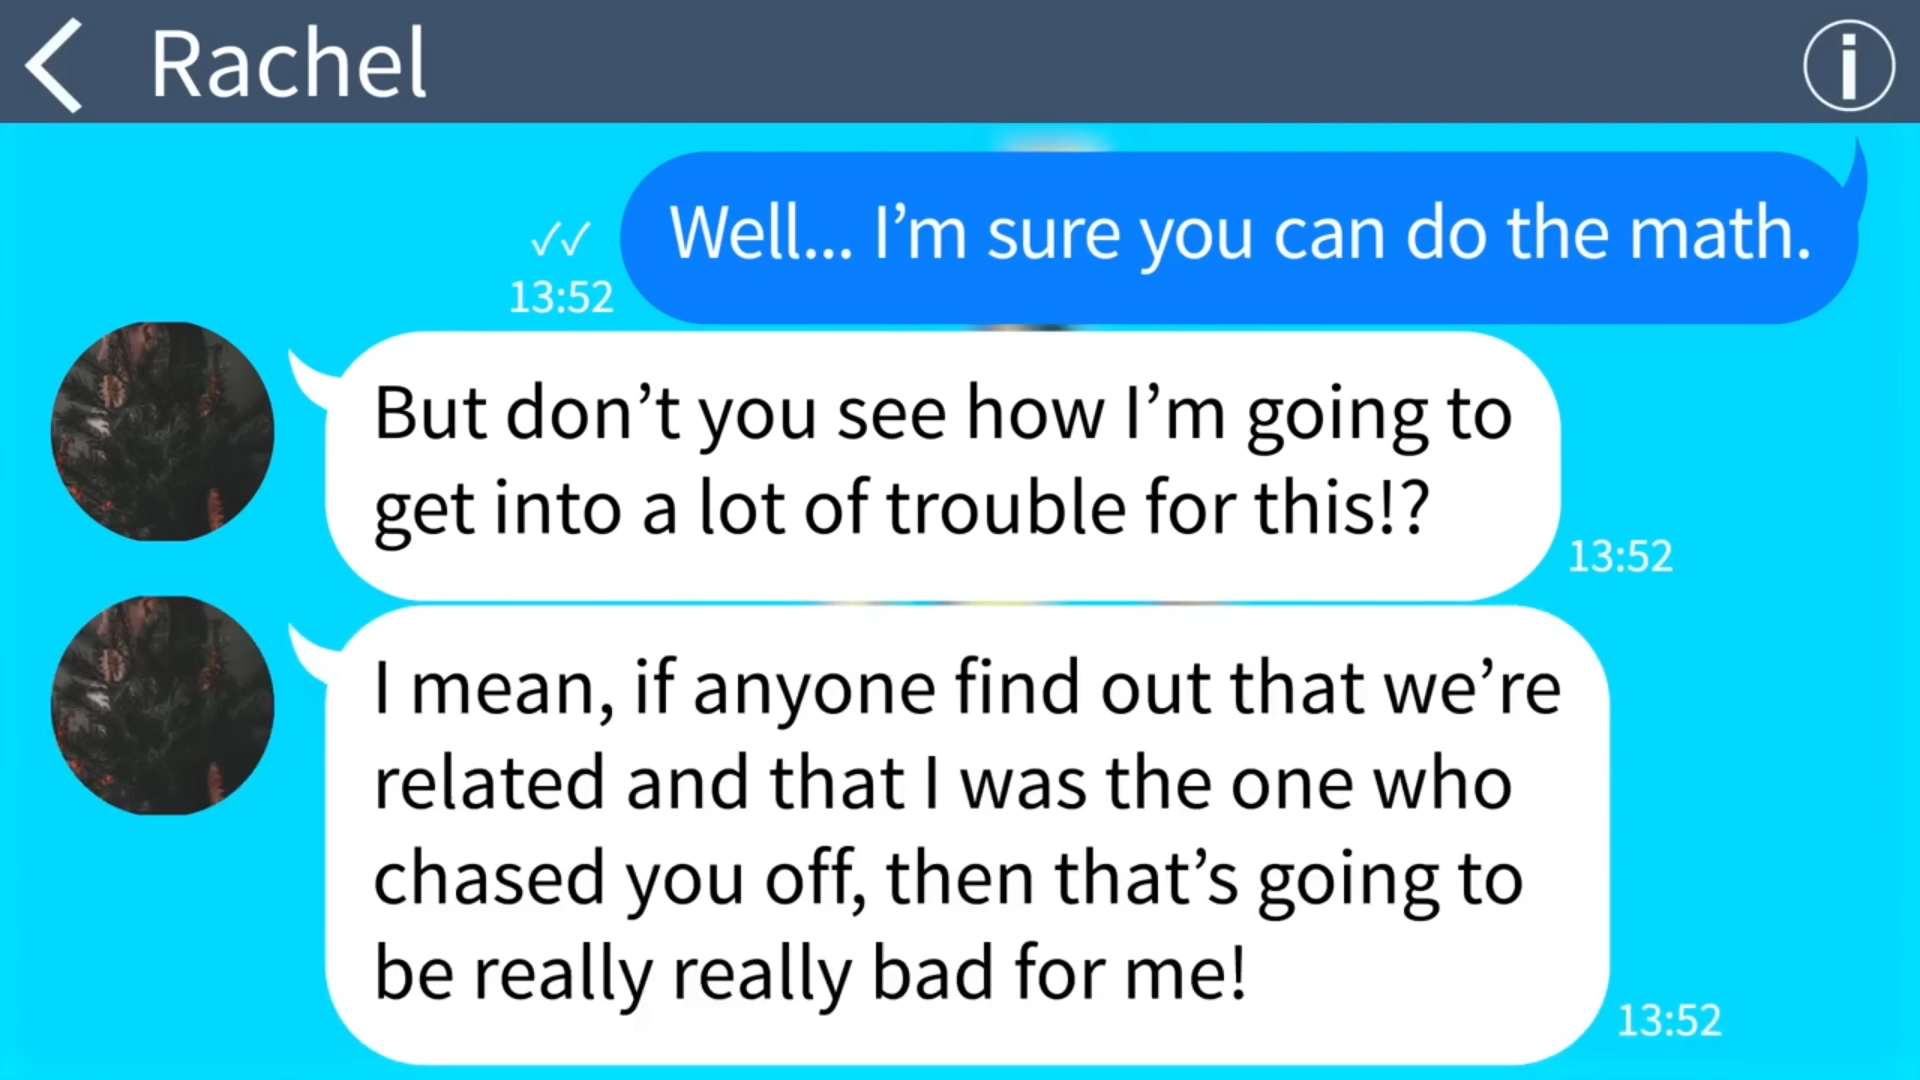 Rachel
Well... I’m sure you can do the math.
13:52
But don’t you see how I’m going to
get into a lot of trouble for this!?
13:52
I mean, if anyone find out that we’re
related and that I was the one who
chased you off, then that’s going to
be really really bad for me!
13:52